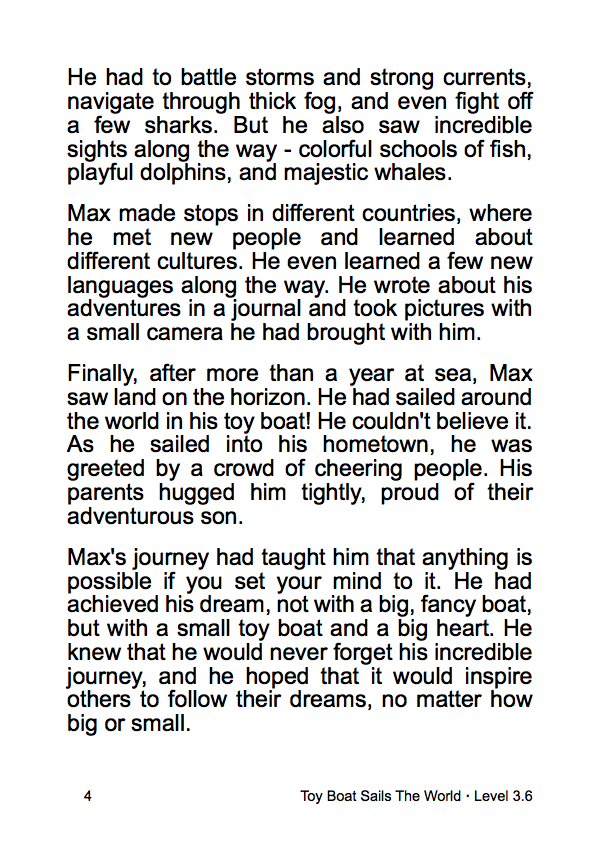 He had to battle storms and strong currents,
navigate through thick fog, and even fight off
a few sharks. But he also saw incredible
sights along the way - colorful schools of fish,
playful dolphins, and majestic whales.
Max made stops in different countries, where
he met new people and learned about
different cultures. He even learned a few new
languages along the way. He wrote about his
adventures in a journal and took pictures with
a small camera he had brought with him.
Finally, after more than a year at sea, Max
saw land on the horizon. He had sailed around
the world in his toy boat! He couldn't believe it.
As he sailed into his hometown, he was
greeted by a crowd of cheering people. His
parents hugged him tightly, proud of their
adventurous son.
Max's journey had taught him that anything is
possible if you set your mind to it. He had
achieved his dream, not with a big, fancy boat,
but with a small toy boat and a big heart. He
knew that he would never forget his incredible
journey, and he hoped that it would inspire
others to follow their dreams, no matter how
big or small.
4 Toy Boat Sails The World · Level 3.6